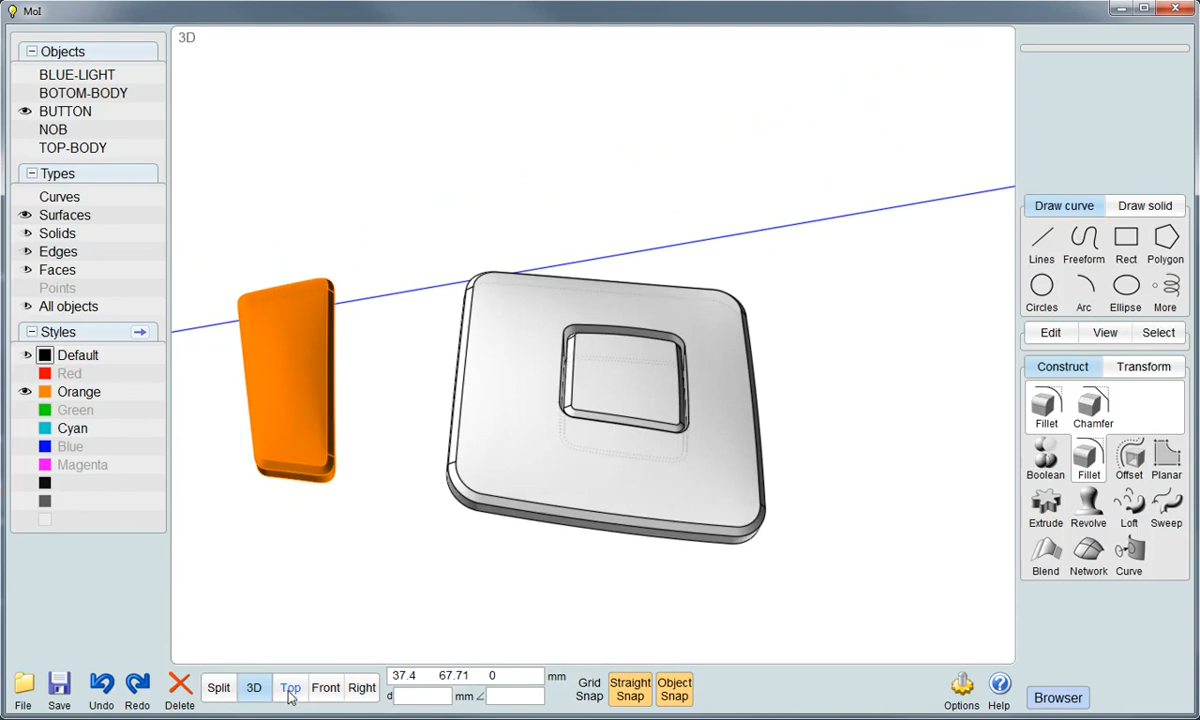 MoI
Objects
BLUE-LIGHT
BOTOM-BODY
BUTTON
NOB
TOP-BODY
Types
Curves
Surfaces
Solids
Edges
Faces
Points
All objects
Styles
Default
Red
Orange
Green
Cyan
Blue
Magenta
3D
Draw curve Draw solid
Lines Freeform Rect Polygon
Circles Arc Ellipse More
Edit View Select
Construct Transform
Fillet Chamfer
Boolean Fillet Offset Planar
Extrude Revolve Loft Sweep
Blend Network Curve
File Save Undo Redo Delete
Split 3D Top Front Right
37.4 67.71 0 mm
d mm
Grid Snap
Straight Snap
Object Snap
Options Help
Browser